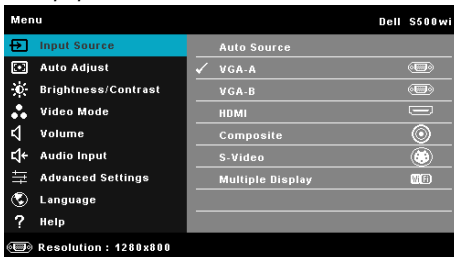 Menu Dell S500wi
Input Source Auto Source
Auto Adjust VGA-A
Brightness/Contrast VGA-B
Video Mode HDMI
Volume Composite
Audio Input S-Video
Advanced Settings Multiple Display WiFi
Language
? Help
Resolution : 1280x800